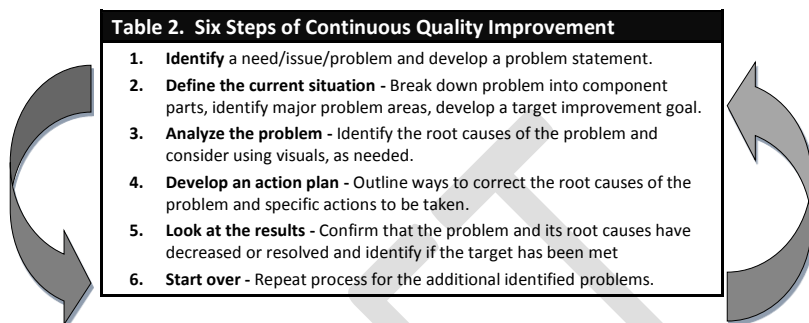 Table 2. Six Steps of Continuous Quality Improvement
1. Identify a need/issue/problem and develop a problem statement.
2. Define the current situation - Break down problem into component
parts, identify major problem areas, develop a target improvement goal.
3. Analyze the problem - Identify the root causes of the problem and
consider using visuals, as needed.
4. Develop an action plan - Outline ways to correct the root causes of the
problem and specific actions to be taken.
5. Look at the results - Confirm that the problem and its root causes have
decreased or resolved and identify if the target has been met
6. Start over - Repeat process for the additional identified problems.